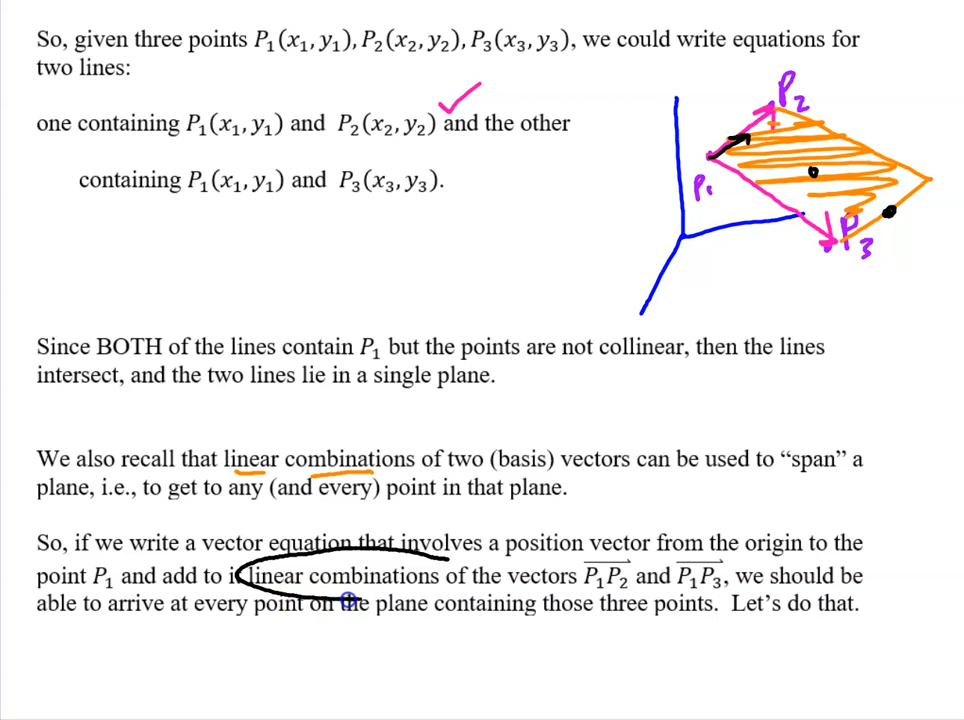 So, given three points P₁(x₁, y₁), P₂(x₂, y₂), P₃(x₃, y₃), we could write equations for
two lines:
P₂
one containing P₁(x₁, y₁) and P₂(x₂, y₂) and the other
containing P₁(x₁, y₁) and P₃(x₃, y₃).
P₁
P₃
Since BOTH of the lines contain P₁ but the points are not collinear, then the lines
intersect, and the two lines lie in a single plane.
We also recall that linear combinations of two (basis) vectors can be used to “span” a
plane, i.e., to get to any (and every) point in that plane.
So, if we write a vector equation that involves a position vector from the origin to the
point P₁ and add to it linear combinations of the vectors P₁P₂ and P₁P₃, we should be
able to arrive at every point on the plane containing those three points. Let’s do that.